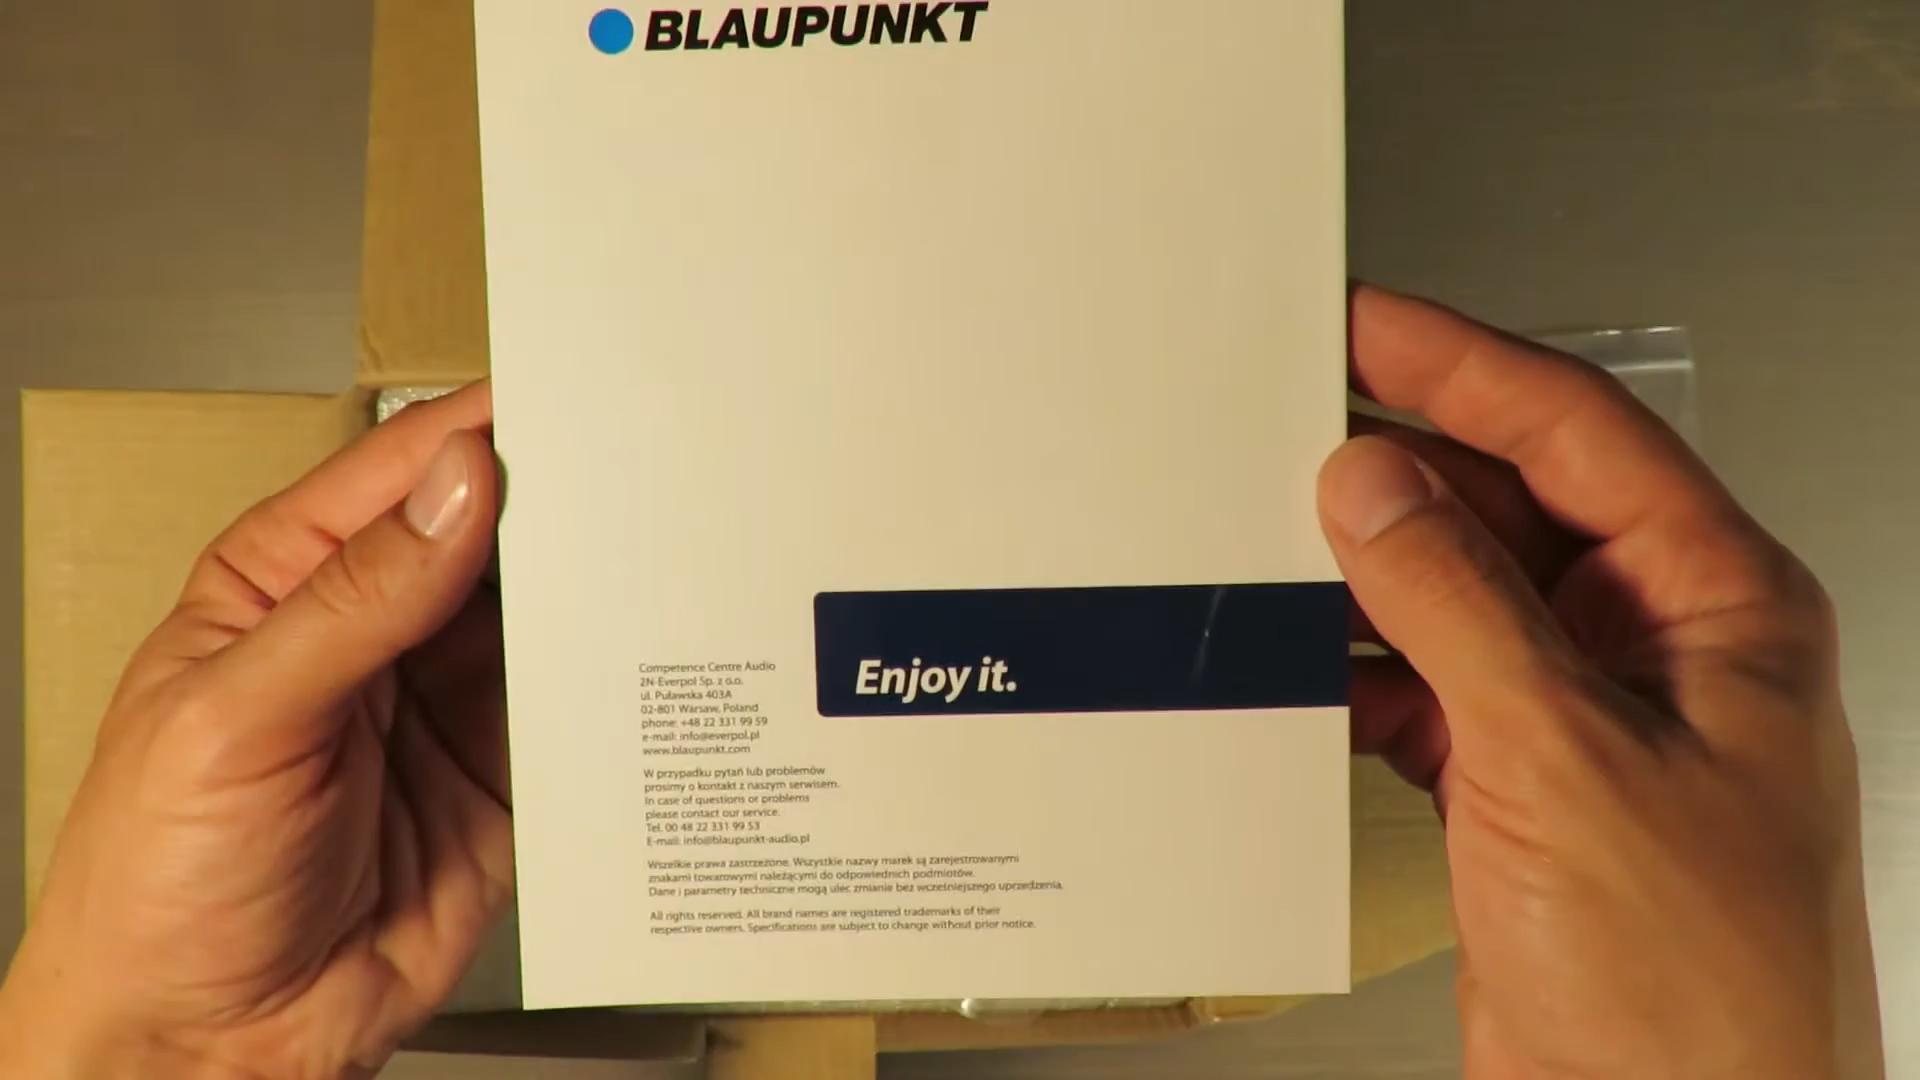 BLAUPUNKT
Enjoy it.
Competence Centre Audio
2N-Everpol Sp. z o.o.
ul. Puławska 403A
02-801 Warsaw, Poland
phone: +48 22 331 99 59
e-mail: info@everpol.pl
www.blaupunkt.com
W przypadku pytań lub problemów
prosimy o kontakt z naszym serwisem.
In case of questions or problems
please contact our service.
Tel. 00 48 22 331 99 53
E-mail: info@blaupunkt-audio.pl
Wszelkie prawa zastrzeżone. Wszystkie nazwy marek są zarejestrowanymi
znakami towarowymi należącymi do odpowiednich podmiotów.
Dane i parametry techniczne mogą ulec zmianie bez wcześniejszego uprzedzenia.
All rights reserved. All brand names are registered trademarks of their
respective owners. Specifications are subject to change without prior notice.